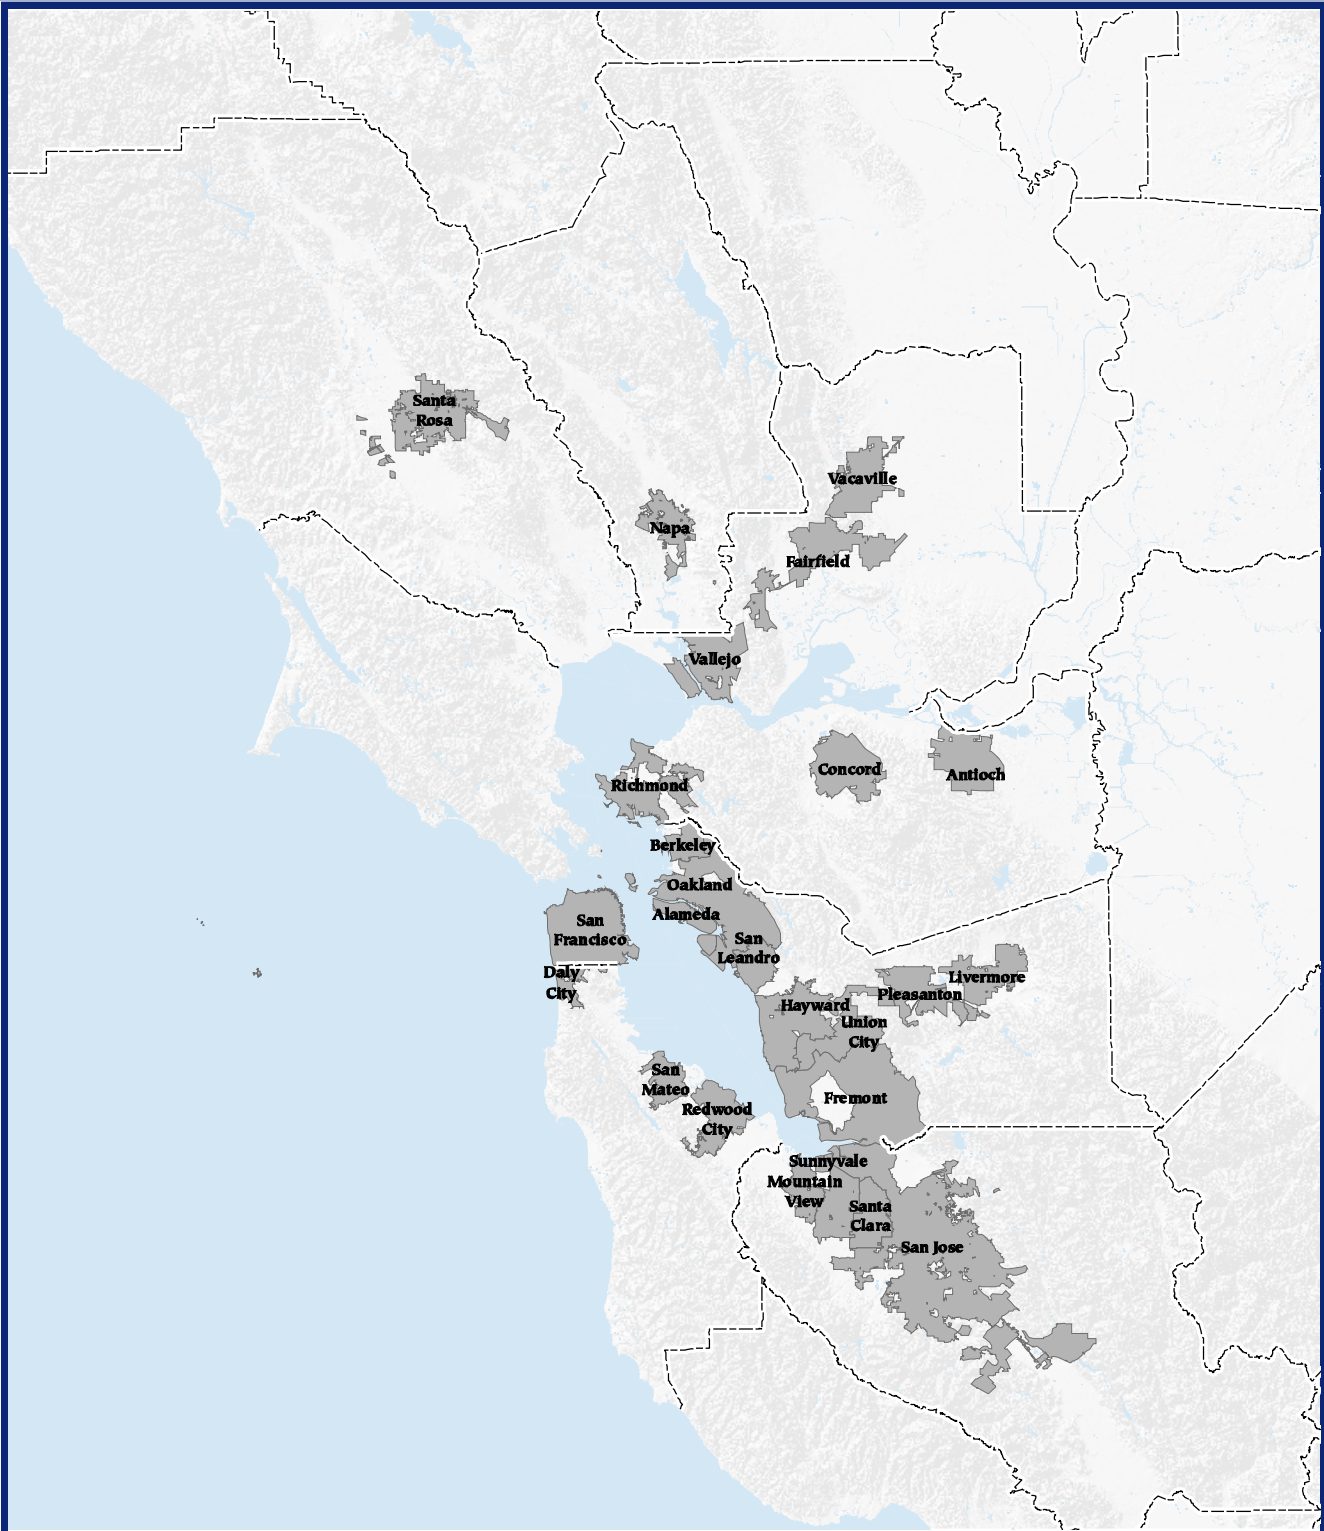 Santa
Rosa
Vacaville
Napa
Fairfield
Vallejo
Concord
Antioch
Richmond
Berkeley
Oakland
Alameda
San
Francisco
San
Leandro
Daly
City
Livermore
Pleasanton
Hayward
Union
City
San
Mateo
Fremont
Redwood
City
Sunnyvale
Mountain
View
Santa
Clara
San Jose